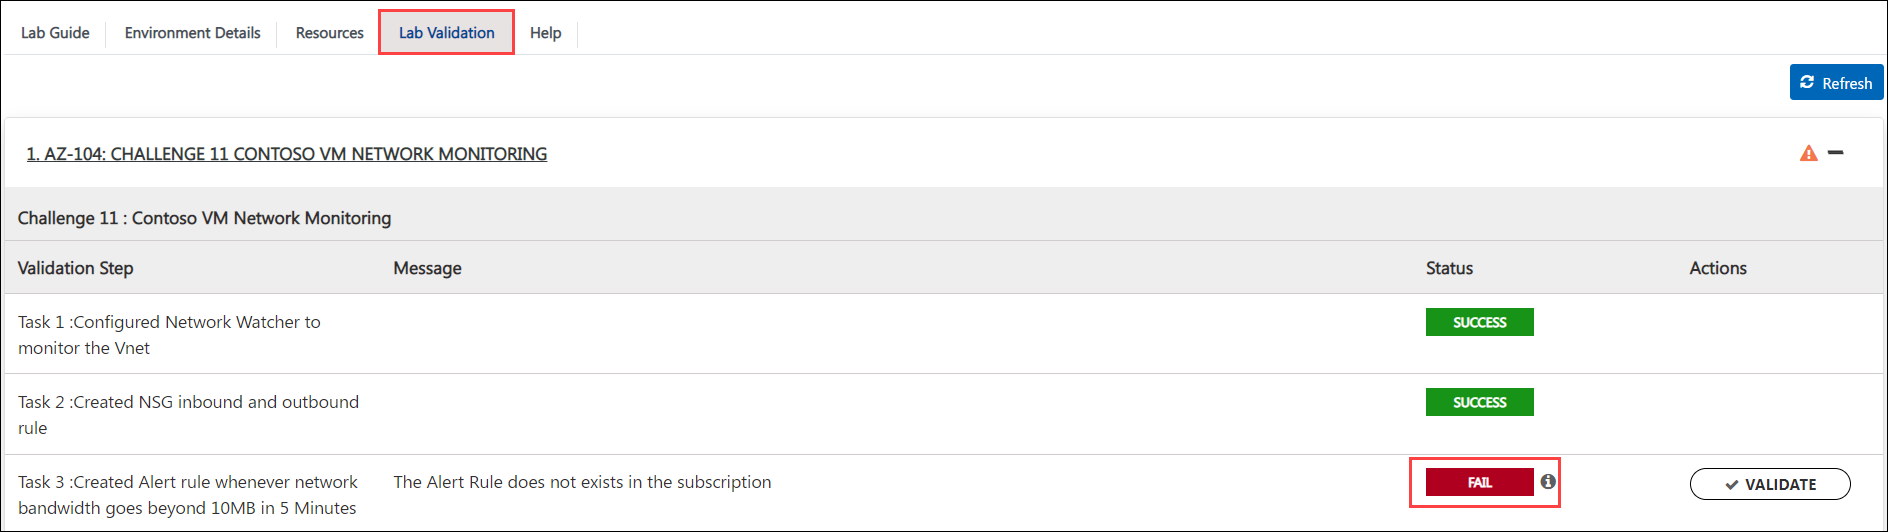 Lab Guide Environment Details Resources Lab Validation Help
Refresh
1. AZ-104: CHALLENGE 11 CONTOSO VM NETWORK MONITORING
Challenge 11 : Contoso VM Network Monitoring
Validation Step Message Status Actions
Task 1 :Configured Network Watcher to SUCCESS
monitor the Vnet
Task 2 :Created NSG inbound and outbound SUCCESS
rule
Task 3 :Created Alert rule whenever network The Alert Rule does not exists in the subscription FAIL VALIDATE
bandwidth goes beyond 10MB in 5 Minutes